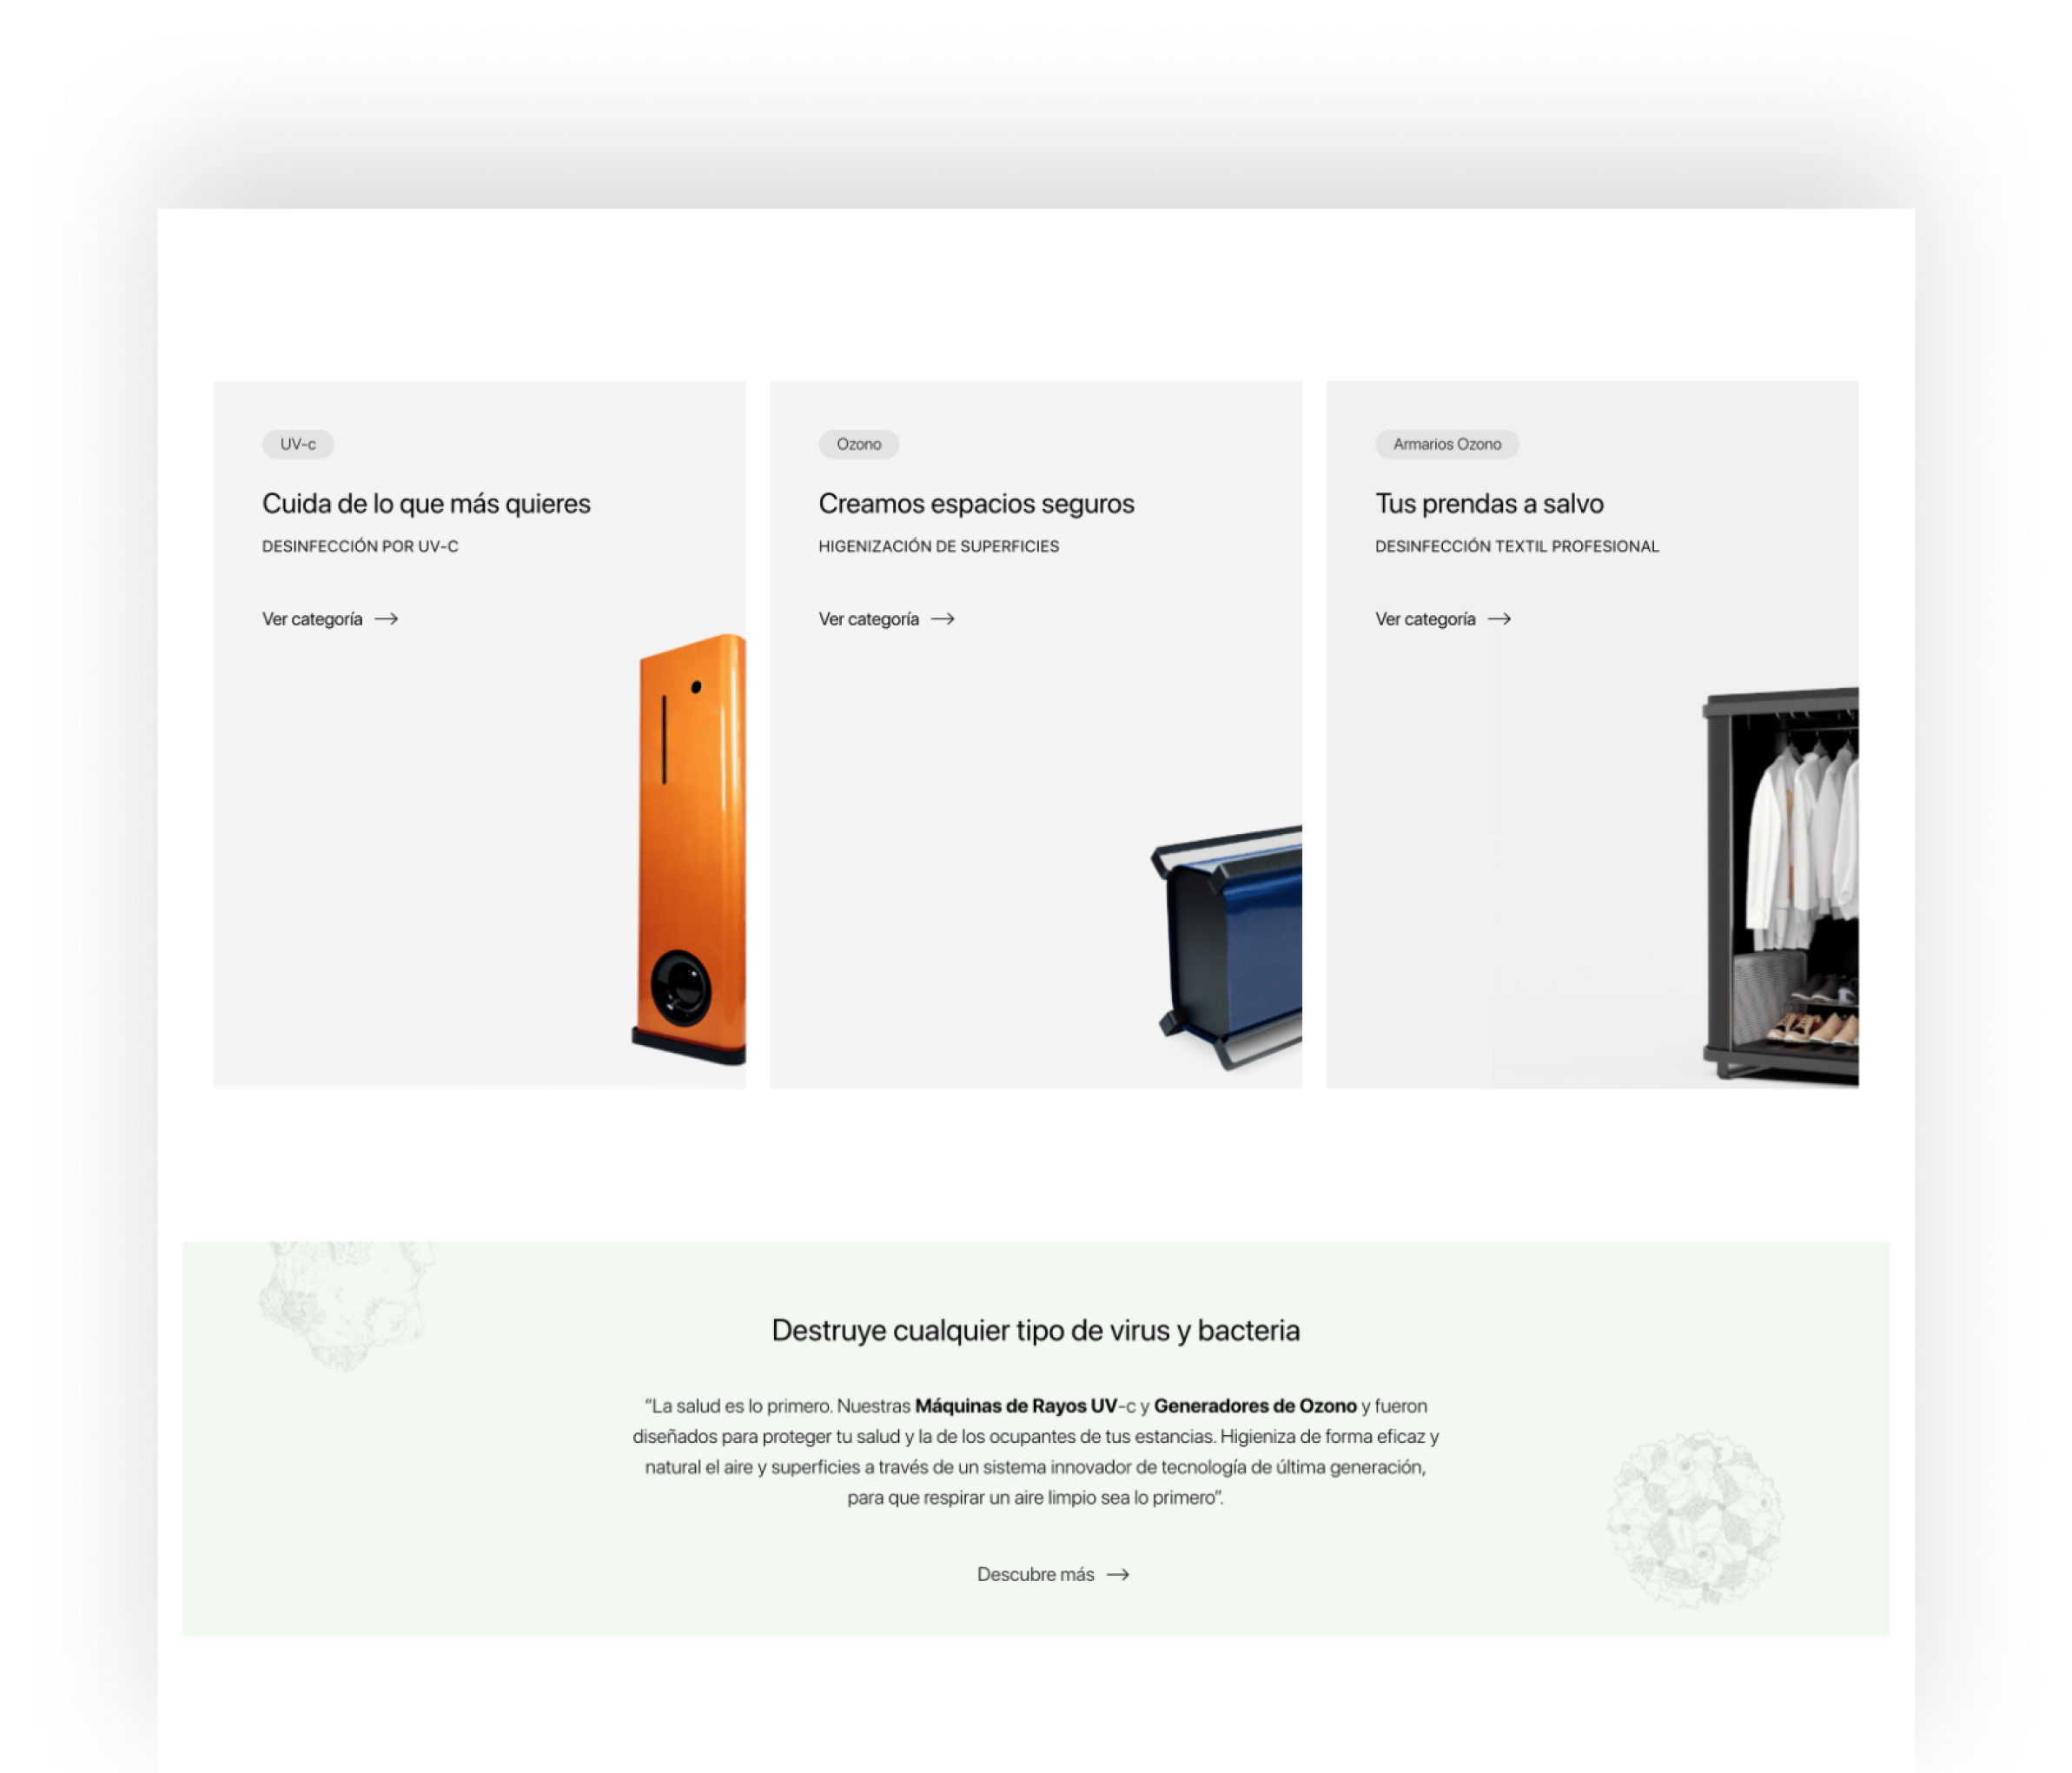 UV-c
Cuida de lo que más quieres
DESINFECCIÓN POR UV-C
Ver categoría
Ozono
Creamos espacios seguros
HIGENIZACIÓN DE SUPERFICIES
Ver categoría
Armarios Ozono
Tus prendas a salvo
DESINFECCIÓN TEXTIL PROFESIONAL
Ver categoría
Destruye cualquier tipo de virus y bacteria
“La salud es lo primero. Nuestras Máquinas de Rayos UV-c y Generadores de Ozono y fueron
diseñados para proteger tu salud y la de los ocupantes de tus estancias. Higieniza de forma eficaz y
natural el aire y superficies a través de un sistema innovador de tecnología de última generación,
para que respirar un aire limpio sea lo primero”.
Descubre más